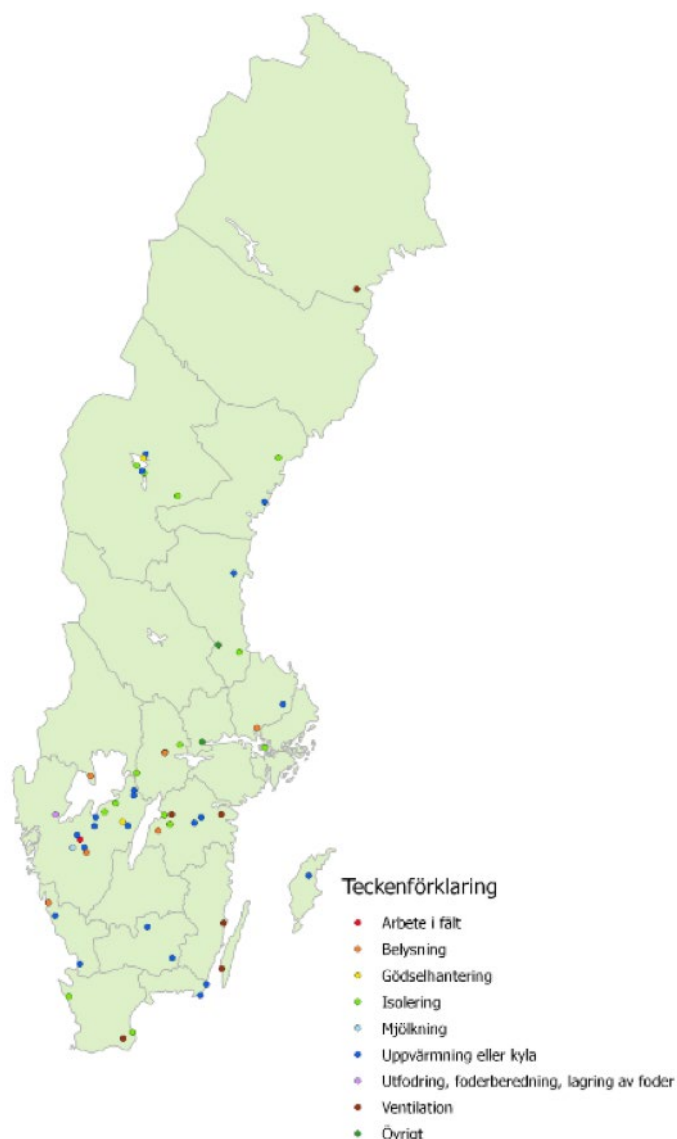 Teckenförklaring
Arbete i fält
Belysning
Gödselhantering
Isolering
Mjölkning
Uppvärmning eller kyla
Utfodring, foderberedning, lagring av foder
Ventilation
Övrigt